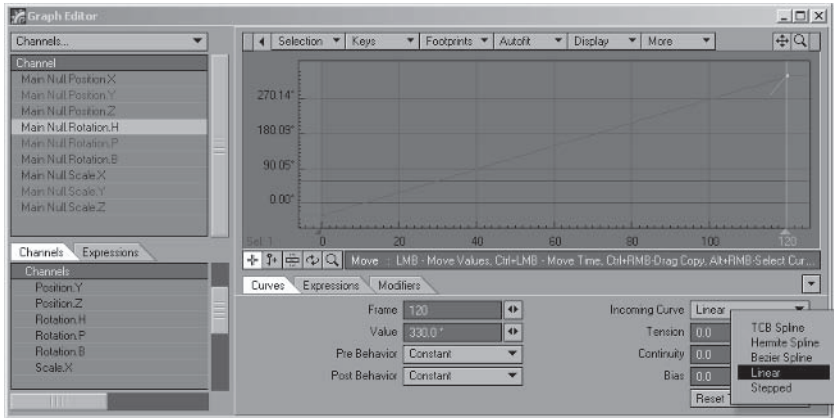 Graph Editor
Channels...
Channel
Main Null.Position.X
Main Null.Position.Y
Main Null.Position.Z
Main Null.Rotation.H
Main Null.Rotation.P
Main Null.Rotation.B
Main Null.Scale.X
Main Null.Scale.Y
Main Null.Scale.Z
Channels Expressions
Channels
Position.Y
Position.Z
Rotation.H
Rotation.P
Rotation.B
Scale.X
Selection Keys Footprints Autofit Display More
270.14°
180.09°
90.05°
0.00°
Sel: 1 0 20 40 60 80 100 120
Move : LMB - Move Values, Ctrl+LMB - Move Time, Ctrl+RMB-Drag Copy, Alt+RMB-Select Cur...
Curves Expressions Modifiers
Frame 120
Value 330.0 °
Pre Behavior Constant
Post Behavior Constant
Incoming Curve Linear
Tension 0.0
Continuity 0.0
Bias 0.0
Reset
TCB Spline
Hermite Spline
Bezier Spline
Linear
Stepped